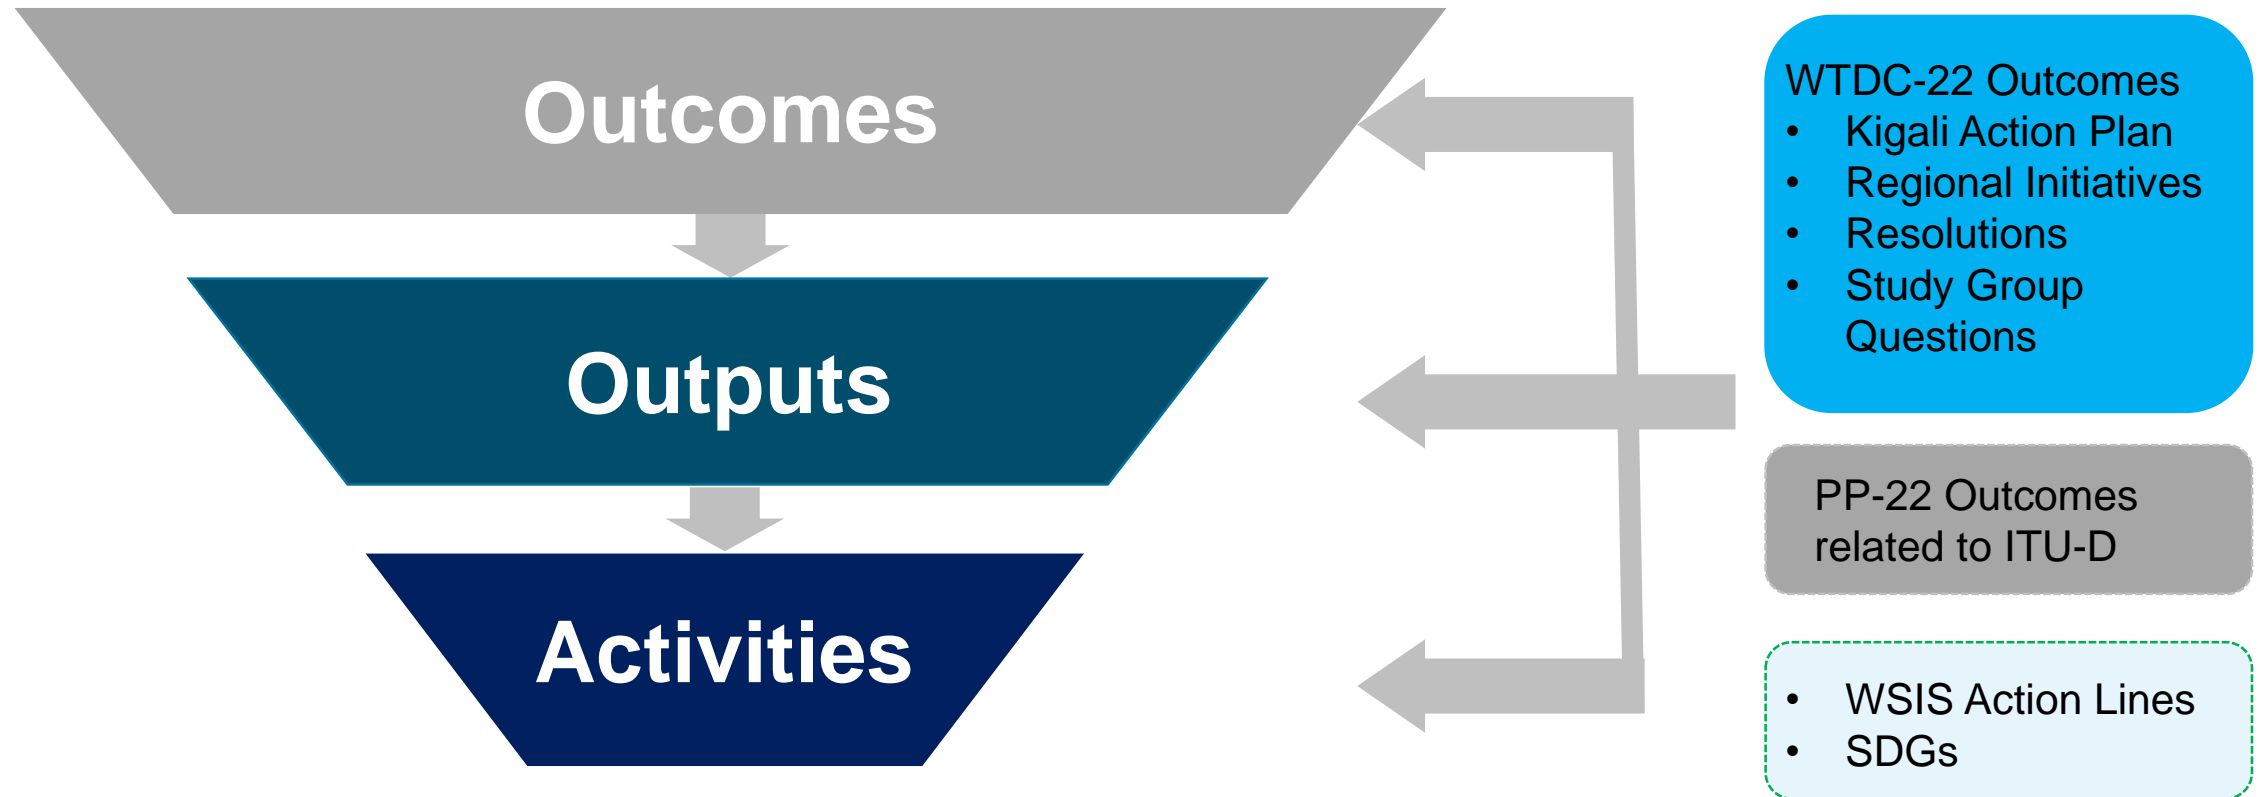 Outcomes
Outputs
Activities
WTDC-22 Outcomes
• Kigali Action Plan
• Regional Initiatives
• Resolutions
• Study Group
Questions
PP-22 Outcomes
related to ITU-D
• WSIS Action Lines
• SDGs